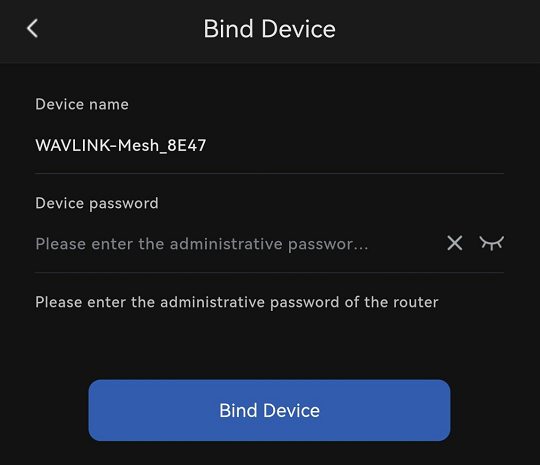 Bind Device
Device name
WAVLINK-Mesh_8E47
Device password
Please enter the administrative passwor...
Please enter the administrative password of the router
Bind Device